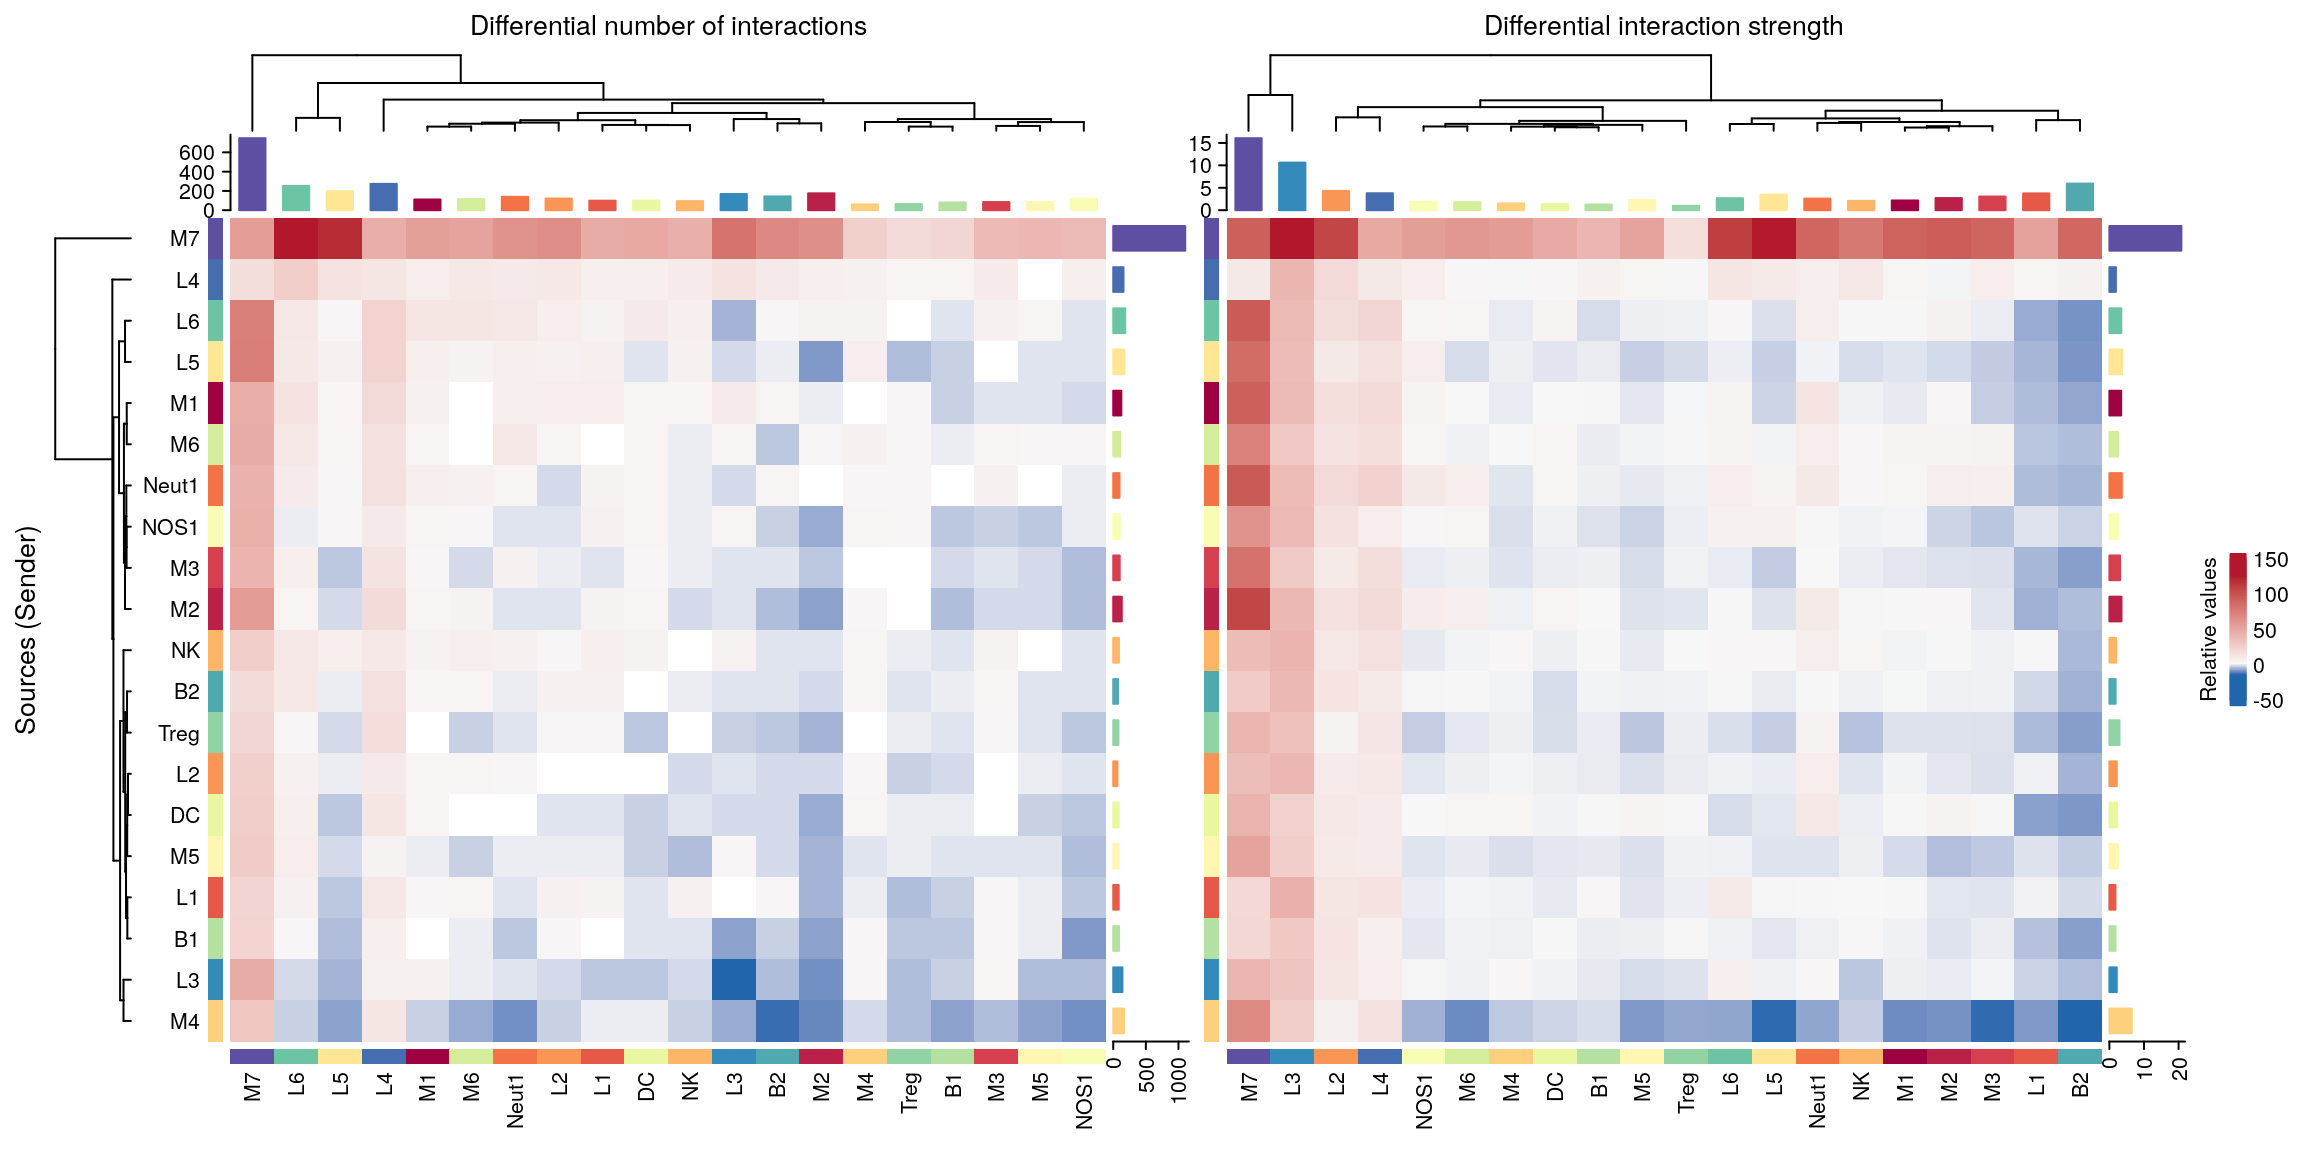 Differential number of interactions
Differential interaction strength
600
400
200
0
15
10
5
0
M7
L4
L6
L5
M1
M6
Neut1
NOS1
M3
M2
NK
B2
Treg
L2
DC
M5
L1
B1
L3
M4
Sources (Sender)
M7 L6 L5 L4 M1 M6 Neut1 L2 L1 DC NK L3 B2 M2 M4 Treg B1 M3 M5 NOS1
0 500 1000
M7 L3 L2 L4 NOS1 M6 M4 DC B1 M5 Treg L6 L5 Neut1 NK M1 M2 M3 L1 B2
0 10 20
Relative values
150
100
50
0
-50